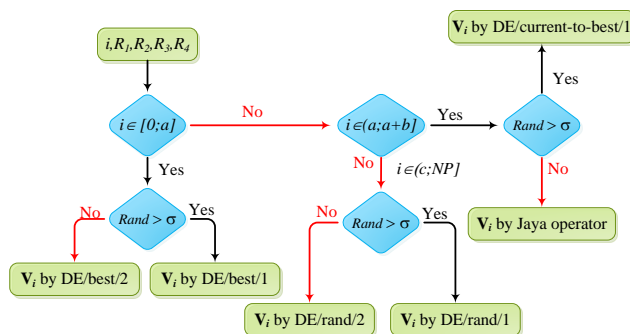 V_i by DE/current-to-best/1
i,R_1, R_2, R_3, R_4
Yes
No
i∈[0;a]
i∈(a;a+b]
Yes
Rand > σ
Yes
No
i∈(c;NP]
No
No
Rand > σ
Yes
No
Rand > σ
Yes
V_i by Jaya operator
V_i by DE/best/2
V_i by DE/best/1
V_i by DE/rand/2
V_i by DE/rand/1